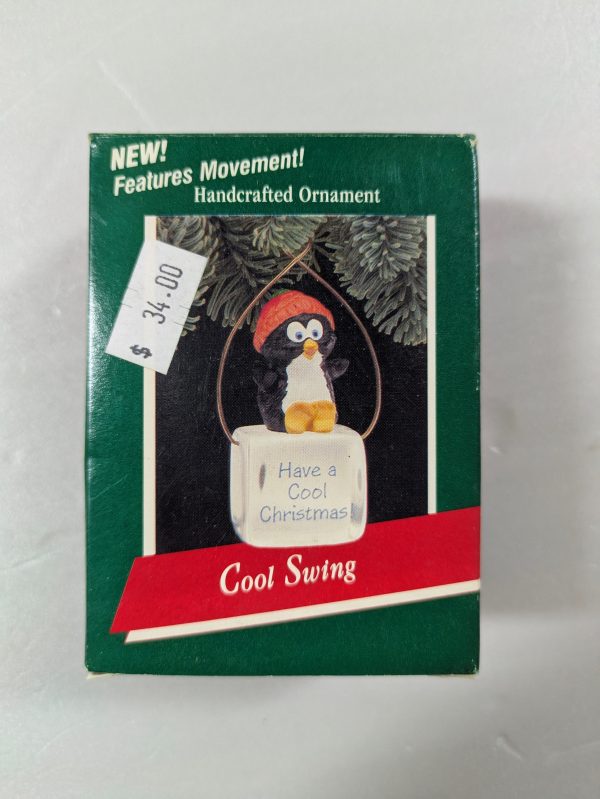 NEW!
Features Movement!
Handcrafted Ornament
$ 34.00
Have a
Cool
Christmas!
Cool Swing